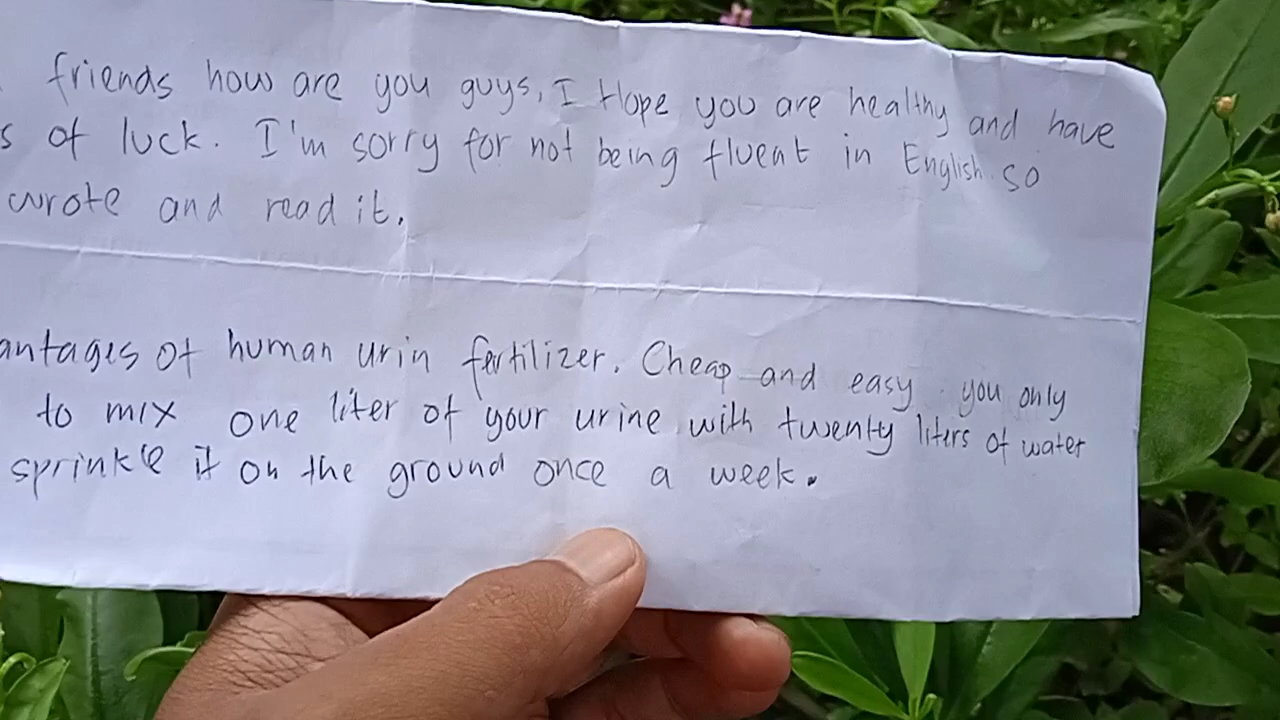 friends how are you guys, I Hope you are healthy and have
s of luck. I'm sorry for not being fluent in English so
wrote and read it.
antages of human urin fertilizer. Cheap and easy. you only
to mix one liter of your urine with twenty liters of water
sprinkle it on the ground once a week.